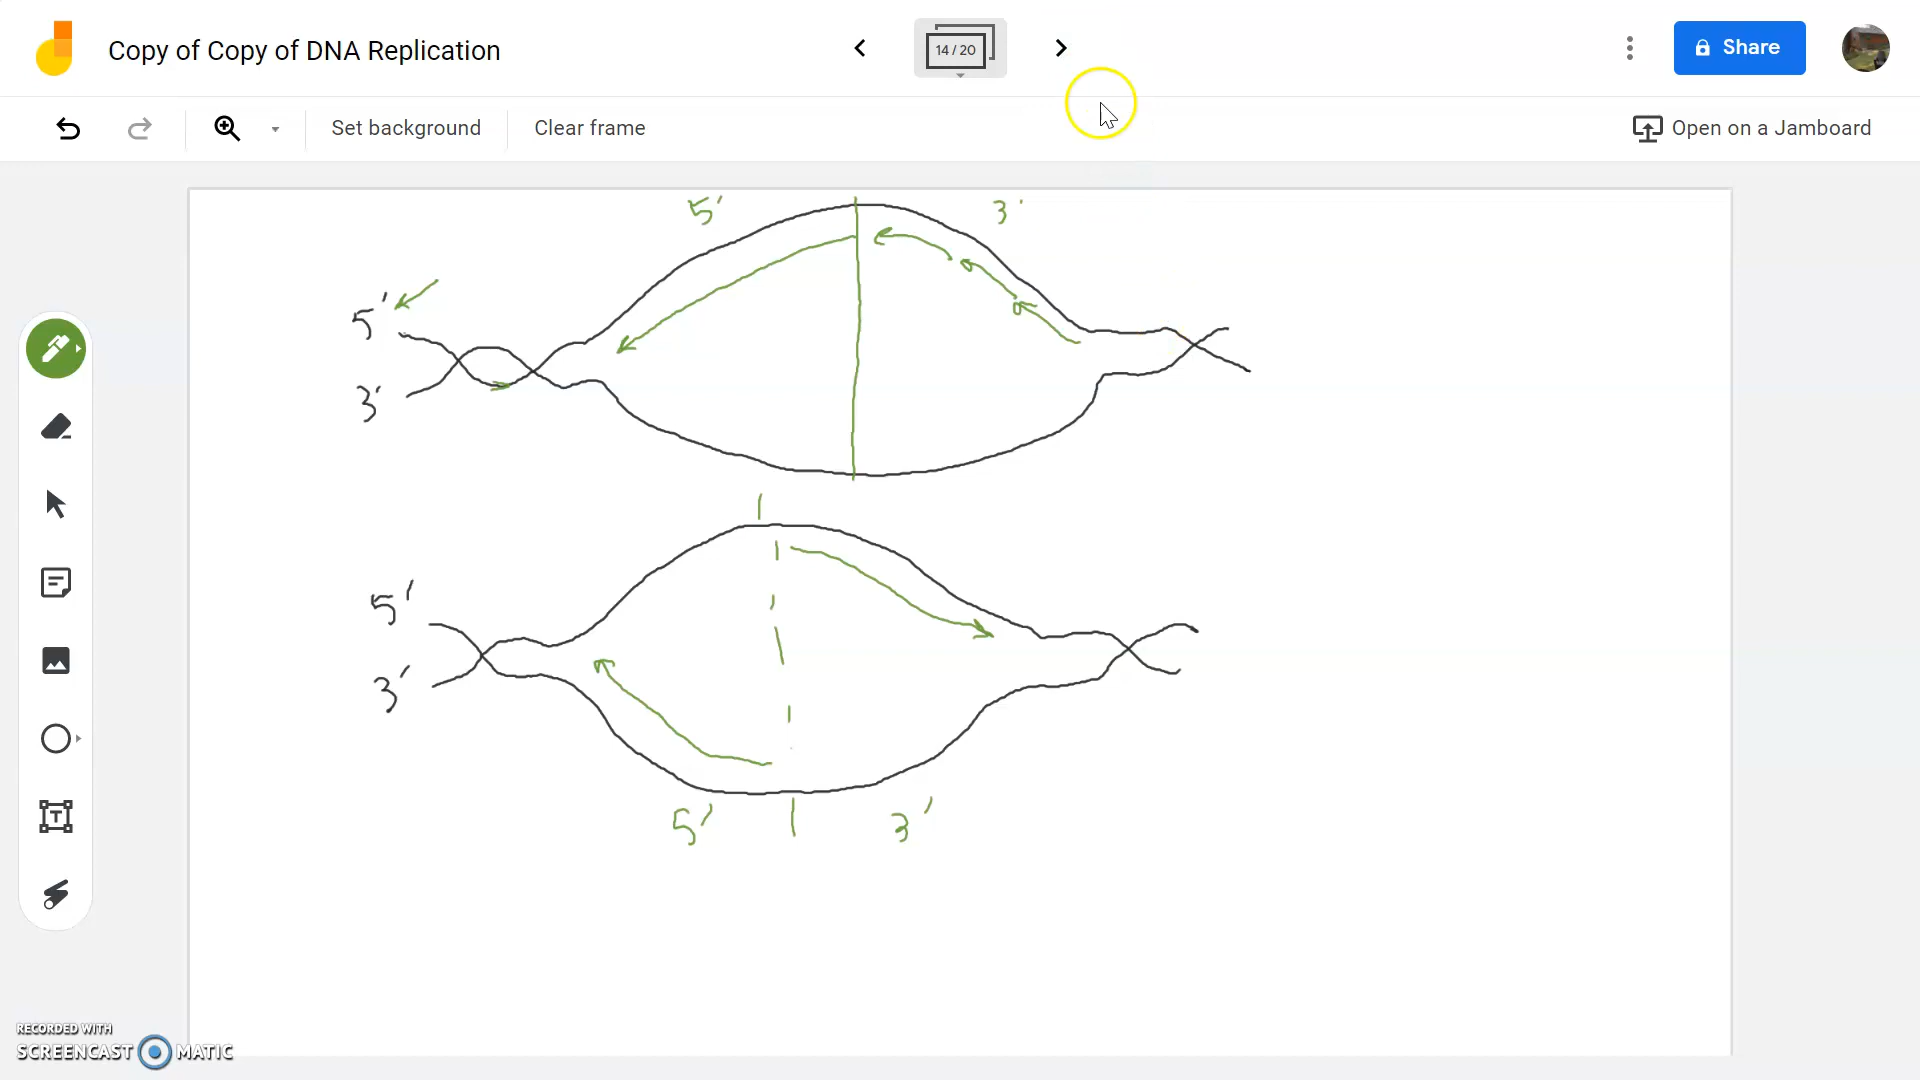 Copy of Copy of DNA Replication
14 / 20
Share
Set background
Clear frame
Open on a Jamboard
5' 3'
5'
3'
5'
3'
5' 3'
T
RECORDED WITH
SCREENCAST MATIC